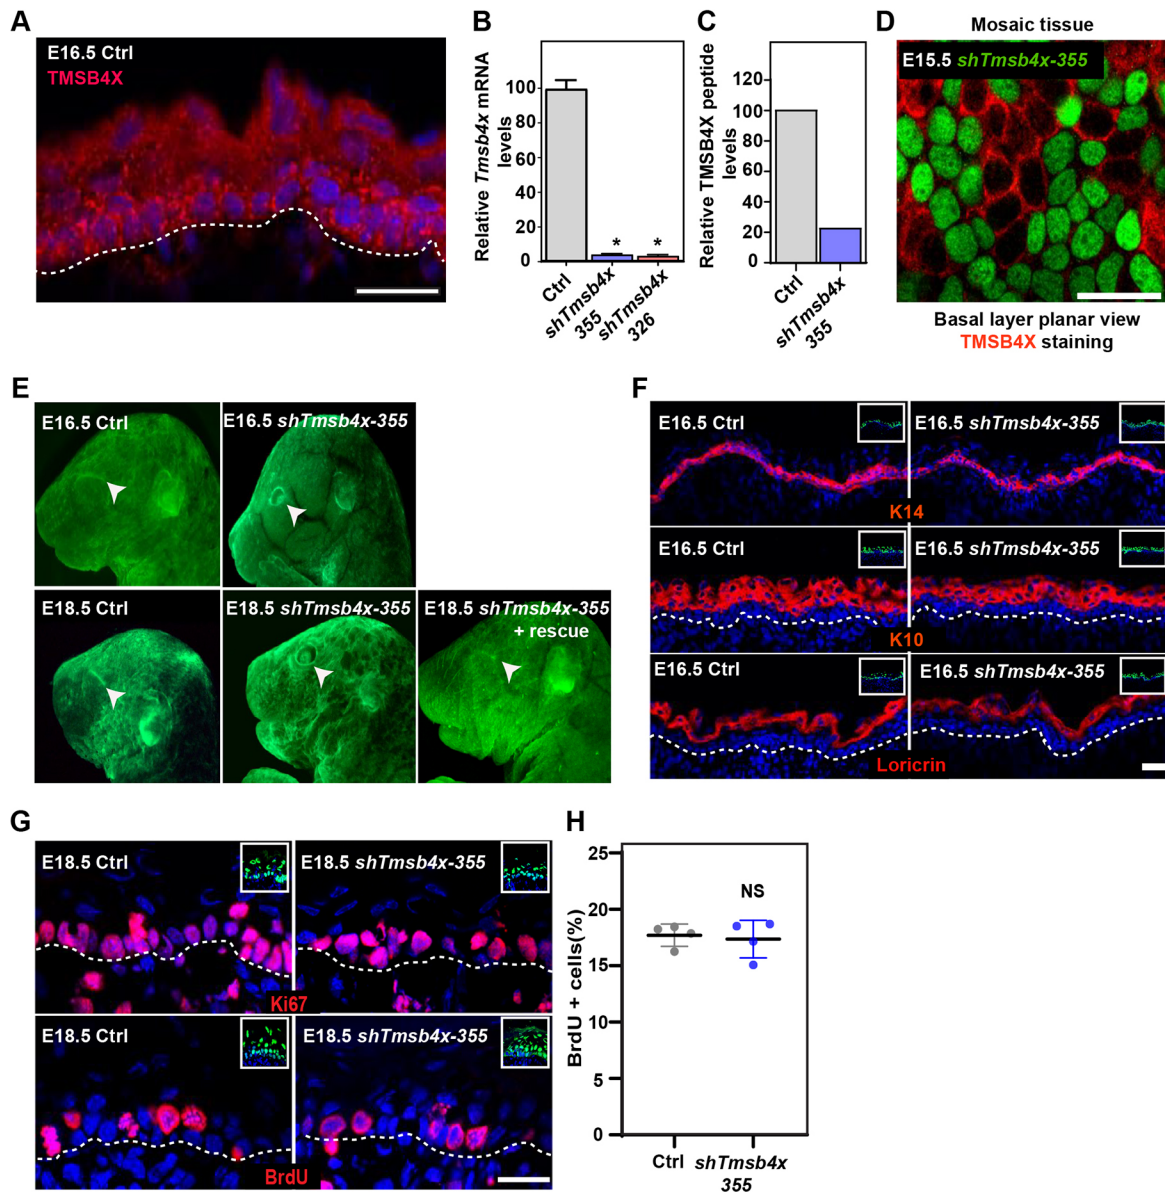 A
E16.5 Ctrl
TMSB4X
B
Relative Tmsb4x mRNA
levels
100
80
60
40
20
0
*
*
Ctrl
shTmsb4x
355
shTmsb4x
326
C
Relative TMSB4X peptide
levels
120
100
80
60
40
20
0
Ctrl
shTmsb4x
355
D
Mosaic tissue
E15.5 shTmsb4x-355
Basal layer planar view
TMSB4X staining
E
E16.5 Ctrl
E16.5 shTmsb4x-355
E18.5 Ctrl
E18.5 shTmsb4x-355
E18.5 shTmsb4x-355
+ rescue
F
E16.5 Ctrl
E16.5 shTmsb4x-355
K14
E16.5 Ctrl
E16.5 shTmsb4x-355
K10
E16.5 Ctrl
E16.5 shTmsb4x-355
Loricrin
G
E18.5 Ctrl
E18.5 shTmsb4x-355
Ki67
E18.5 Ctrl
E18.5 shTmsb4x-355
BrdU
H
BrdU + cells(%)
25
20
15
10
5
0
NS
Ctrl
shTmsb4x
355